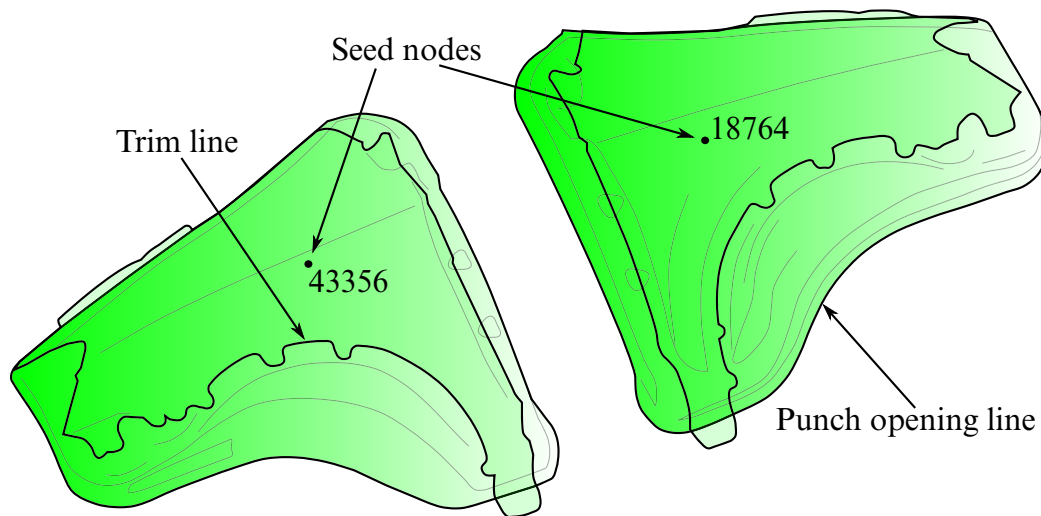 Seed nodes
18764
Trim line
43356
Punch opening line